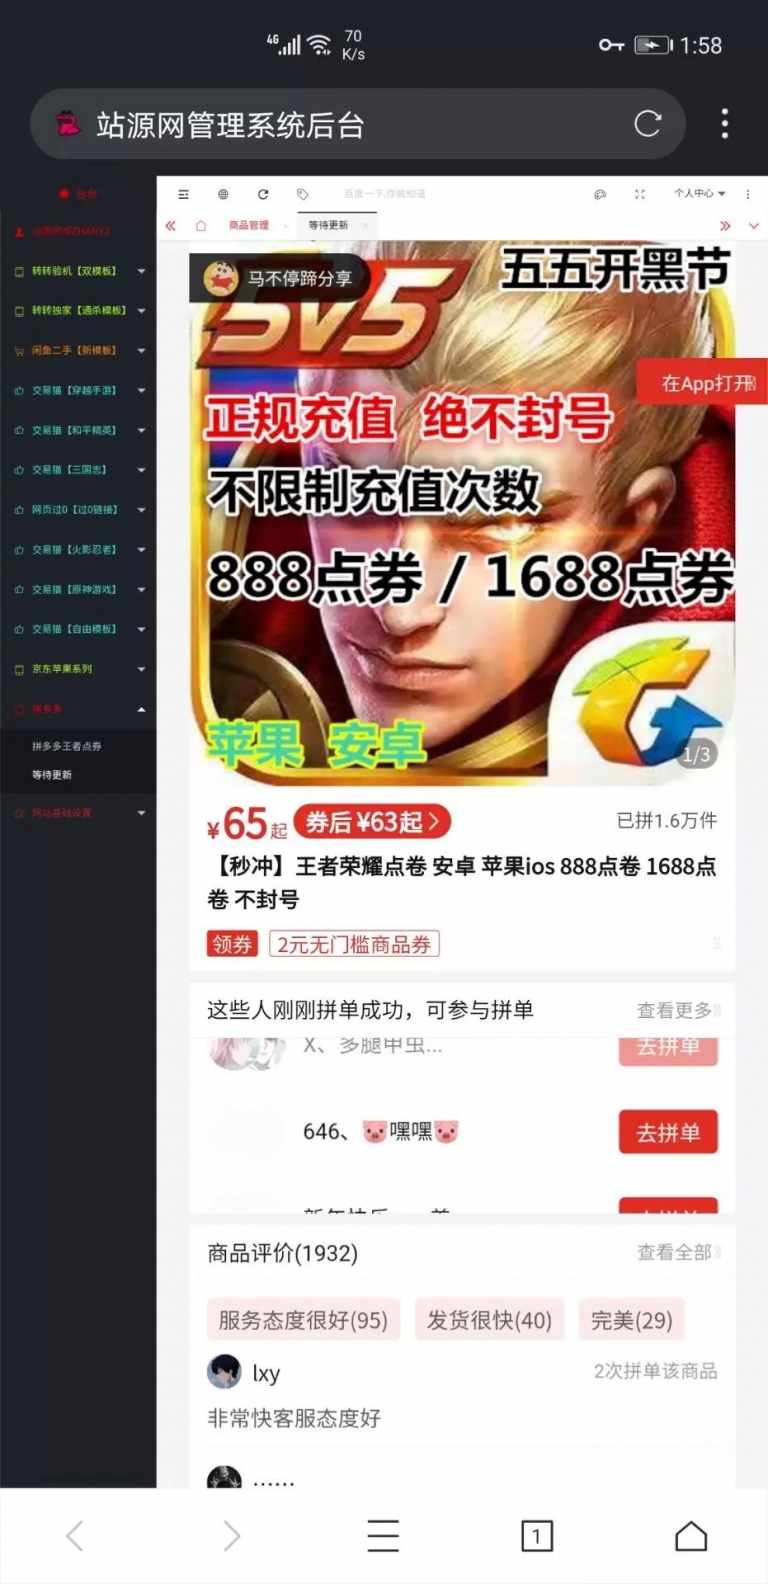 4G 70 K/s 1:58
站源网管理系统后台
台台
百度一下,你就知道
个人中心
商品管理
等待更新
转转验机【双模板】
转转独家【通杀模板】
闲鱼二手【新模板】
交易猫【穿越手游】
交易猫【和平精英】
交易猫【三国志】
网页过0【过0链接】
交易猫【火影忍者】
交易猫【原神游戏】
交易猫【自由模板】
京东苹果系列
拼多多
拼多多王者点券
等待更新
网站基础设置
马不停蹄分享
五五开黑节
5v5
在App打开
正规充值 绝不封号
不限制充值次数
888点券 / 1688点券
苹果 安卓
1/3
¥65起 券后¥63起
已拼1.6万件
【秒冲】王者荣耀点卷 安卓 苹果ios 888点卷 1688点
卷 不封号
领券 2元无门槛商品券
这些人刚刚拼单成功，可参与拼单 查看更多
X、多腿甲虫... 去拼单
646、🐷嘿嘿🐷 去拼单
商品评价(1932) 查看全部
服务态度很好(95) 发货很快(40) 完美(29)
lxy 2次拼单该商品
非常快客服态度好
······
1